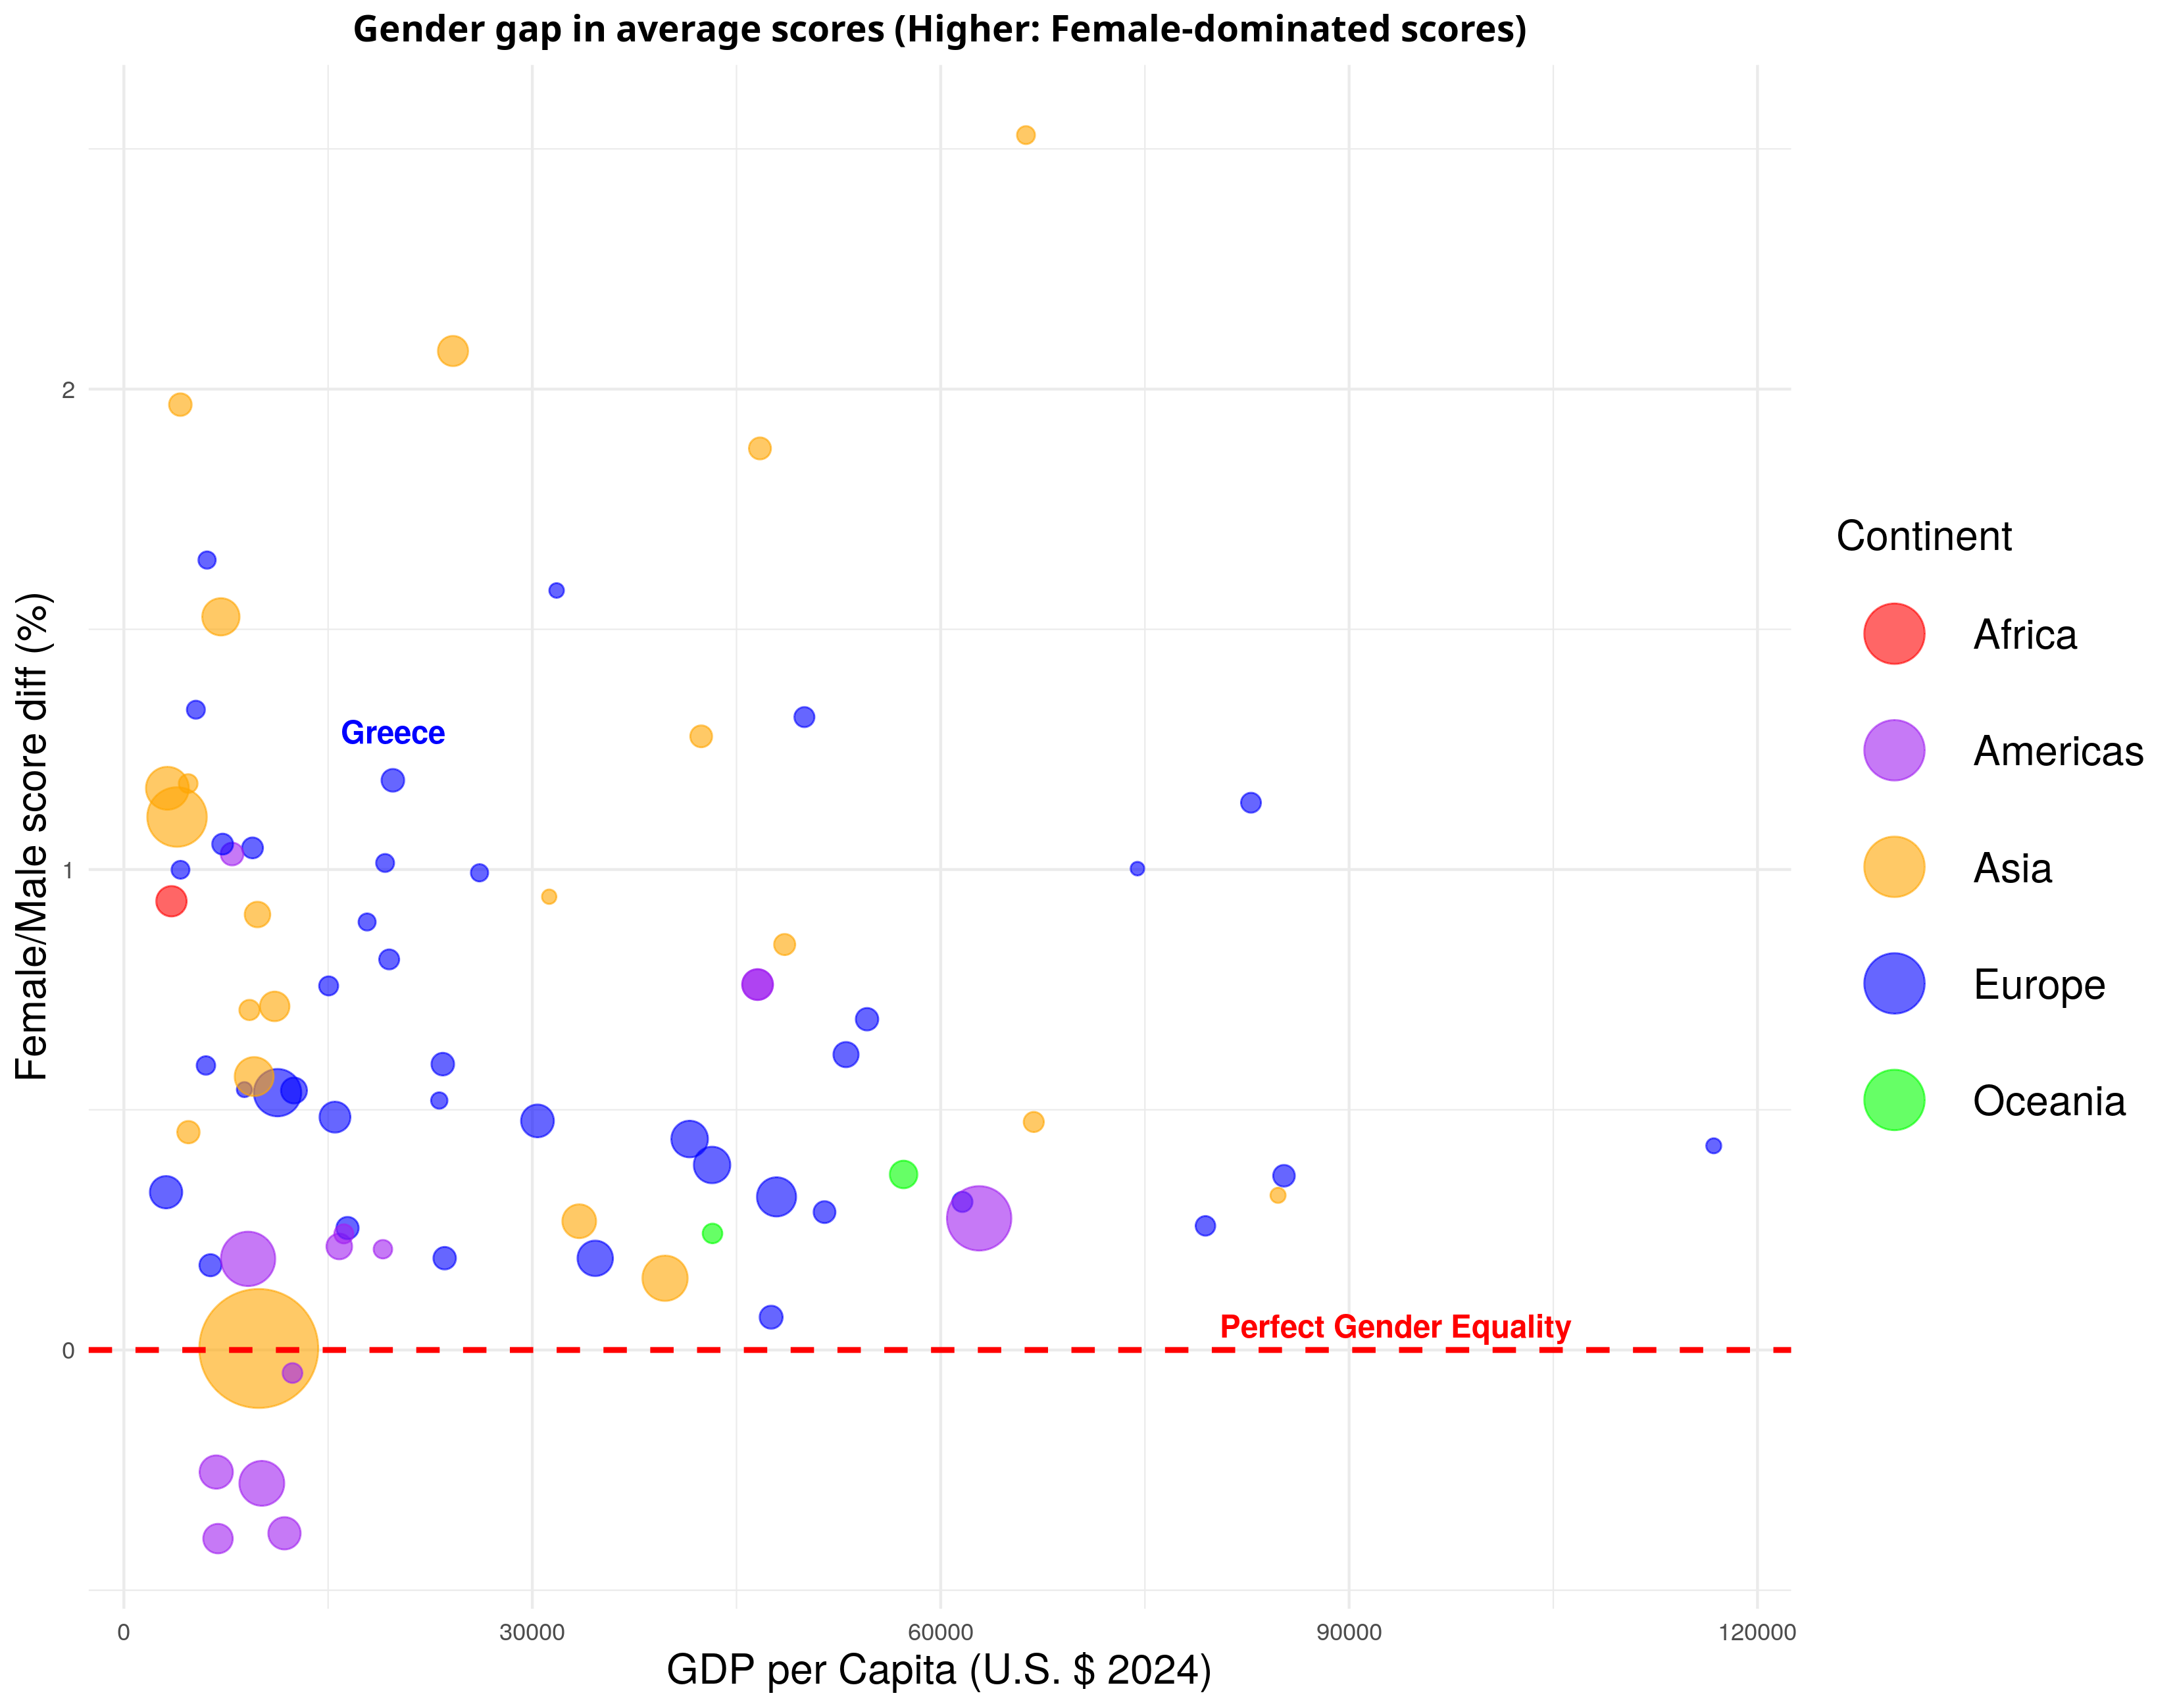 Gender gap in average scores (Higher: Female-dominated scores)
Female/Male score diff (%)
2
1
0
Greece
Perfect Gender Equality
0
30000
60000
90000
120000
GDP per Capita (U.S. $ 2024)
Continent
Africa
Americas
Asia
Europe
Oceania